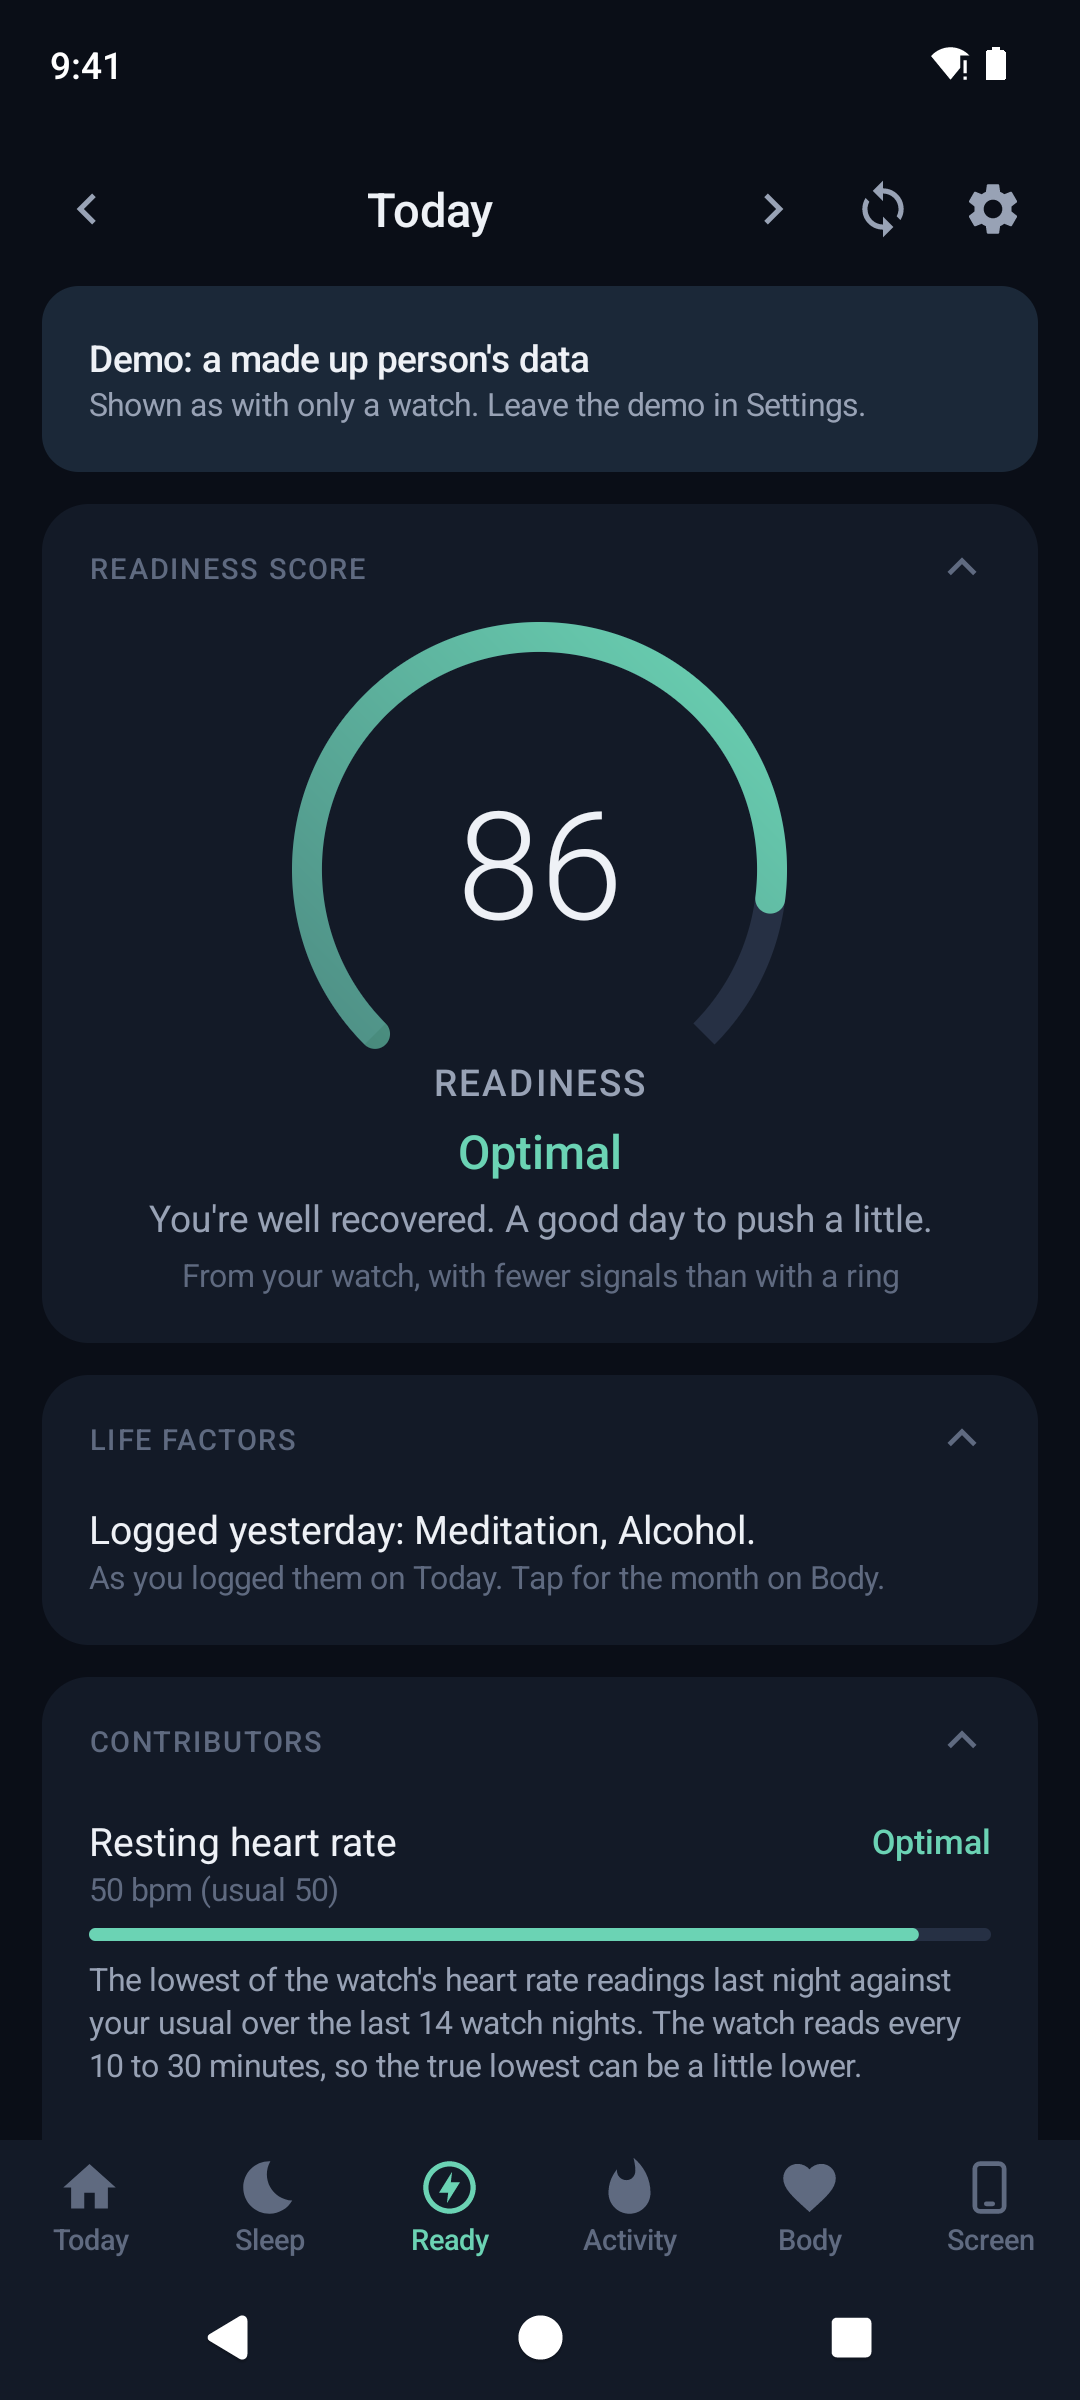 9:41
Today
Demo: a made up person's data
Shown as with only a watch. Leave the demo in Settings.
READINESS SCORE
86
READINESS
Optimal
You're well recovered. A good day to push a little.
From your watch, with fewer signals than with a ring
LIFE FACTORS
Logged yesterday: Meditation, Alcohol.
As you logged them on Today. Tap for the month on Body.
CONTRIBUTORS
Resting heart rate
Optimal
50 bpm (usual 50)
The lowest of the watch's heart rate readings last night against
your usual over the last 14 watch nights. The watch reads every
10 to 30 minutes, so the true lowest can be a little lower.
Today Sleep Ready Activity Body Screen